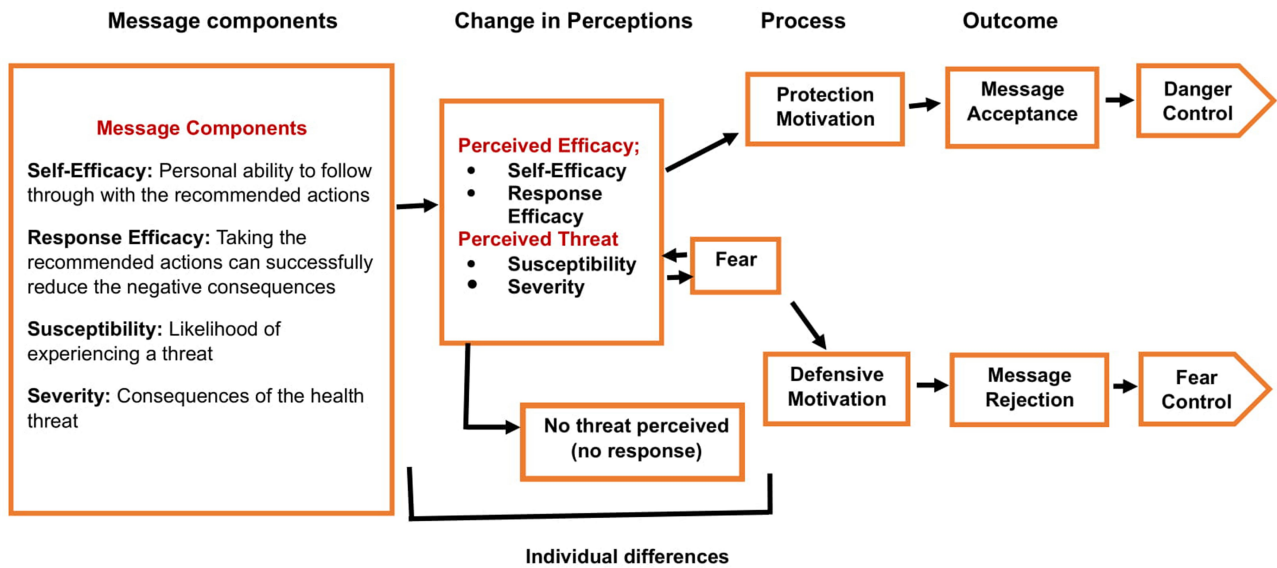 Message components
Change in Perceptions
Process
Outcome
Message Components
Self-Efficacy: Personal ability to follow
through with the recommended actions
Response Efficacy: Taking the
recommended actions can successfully
reduce the negative consequences
Susceptibility: Likelihood of
experiencing a threat
Severity: Consequences of the health
threat
Perceived Efficacy;
• Self-Efficacy
• Response
Efficacy
Perceived Threat
• Susceptibility
• Severity
Fear
No threat perceived
(no response)
Protection
Motivation
Message
Acceptance
Danger
Control
Defensive
Motivation
Message
Rejection
Fear
Control
Individual differences